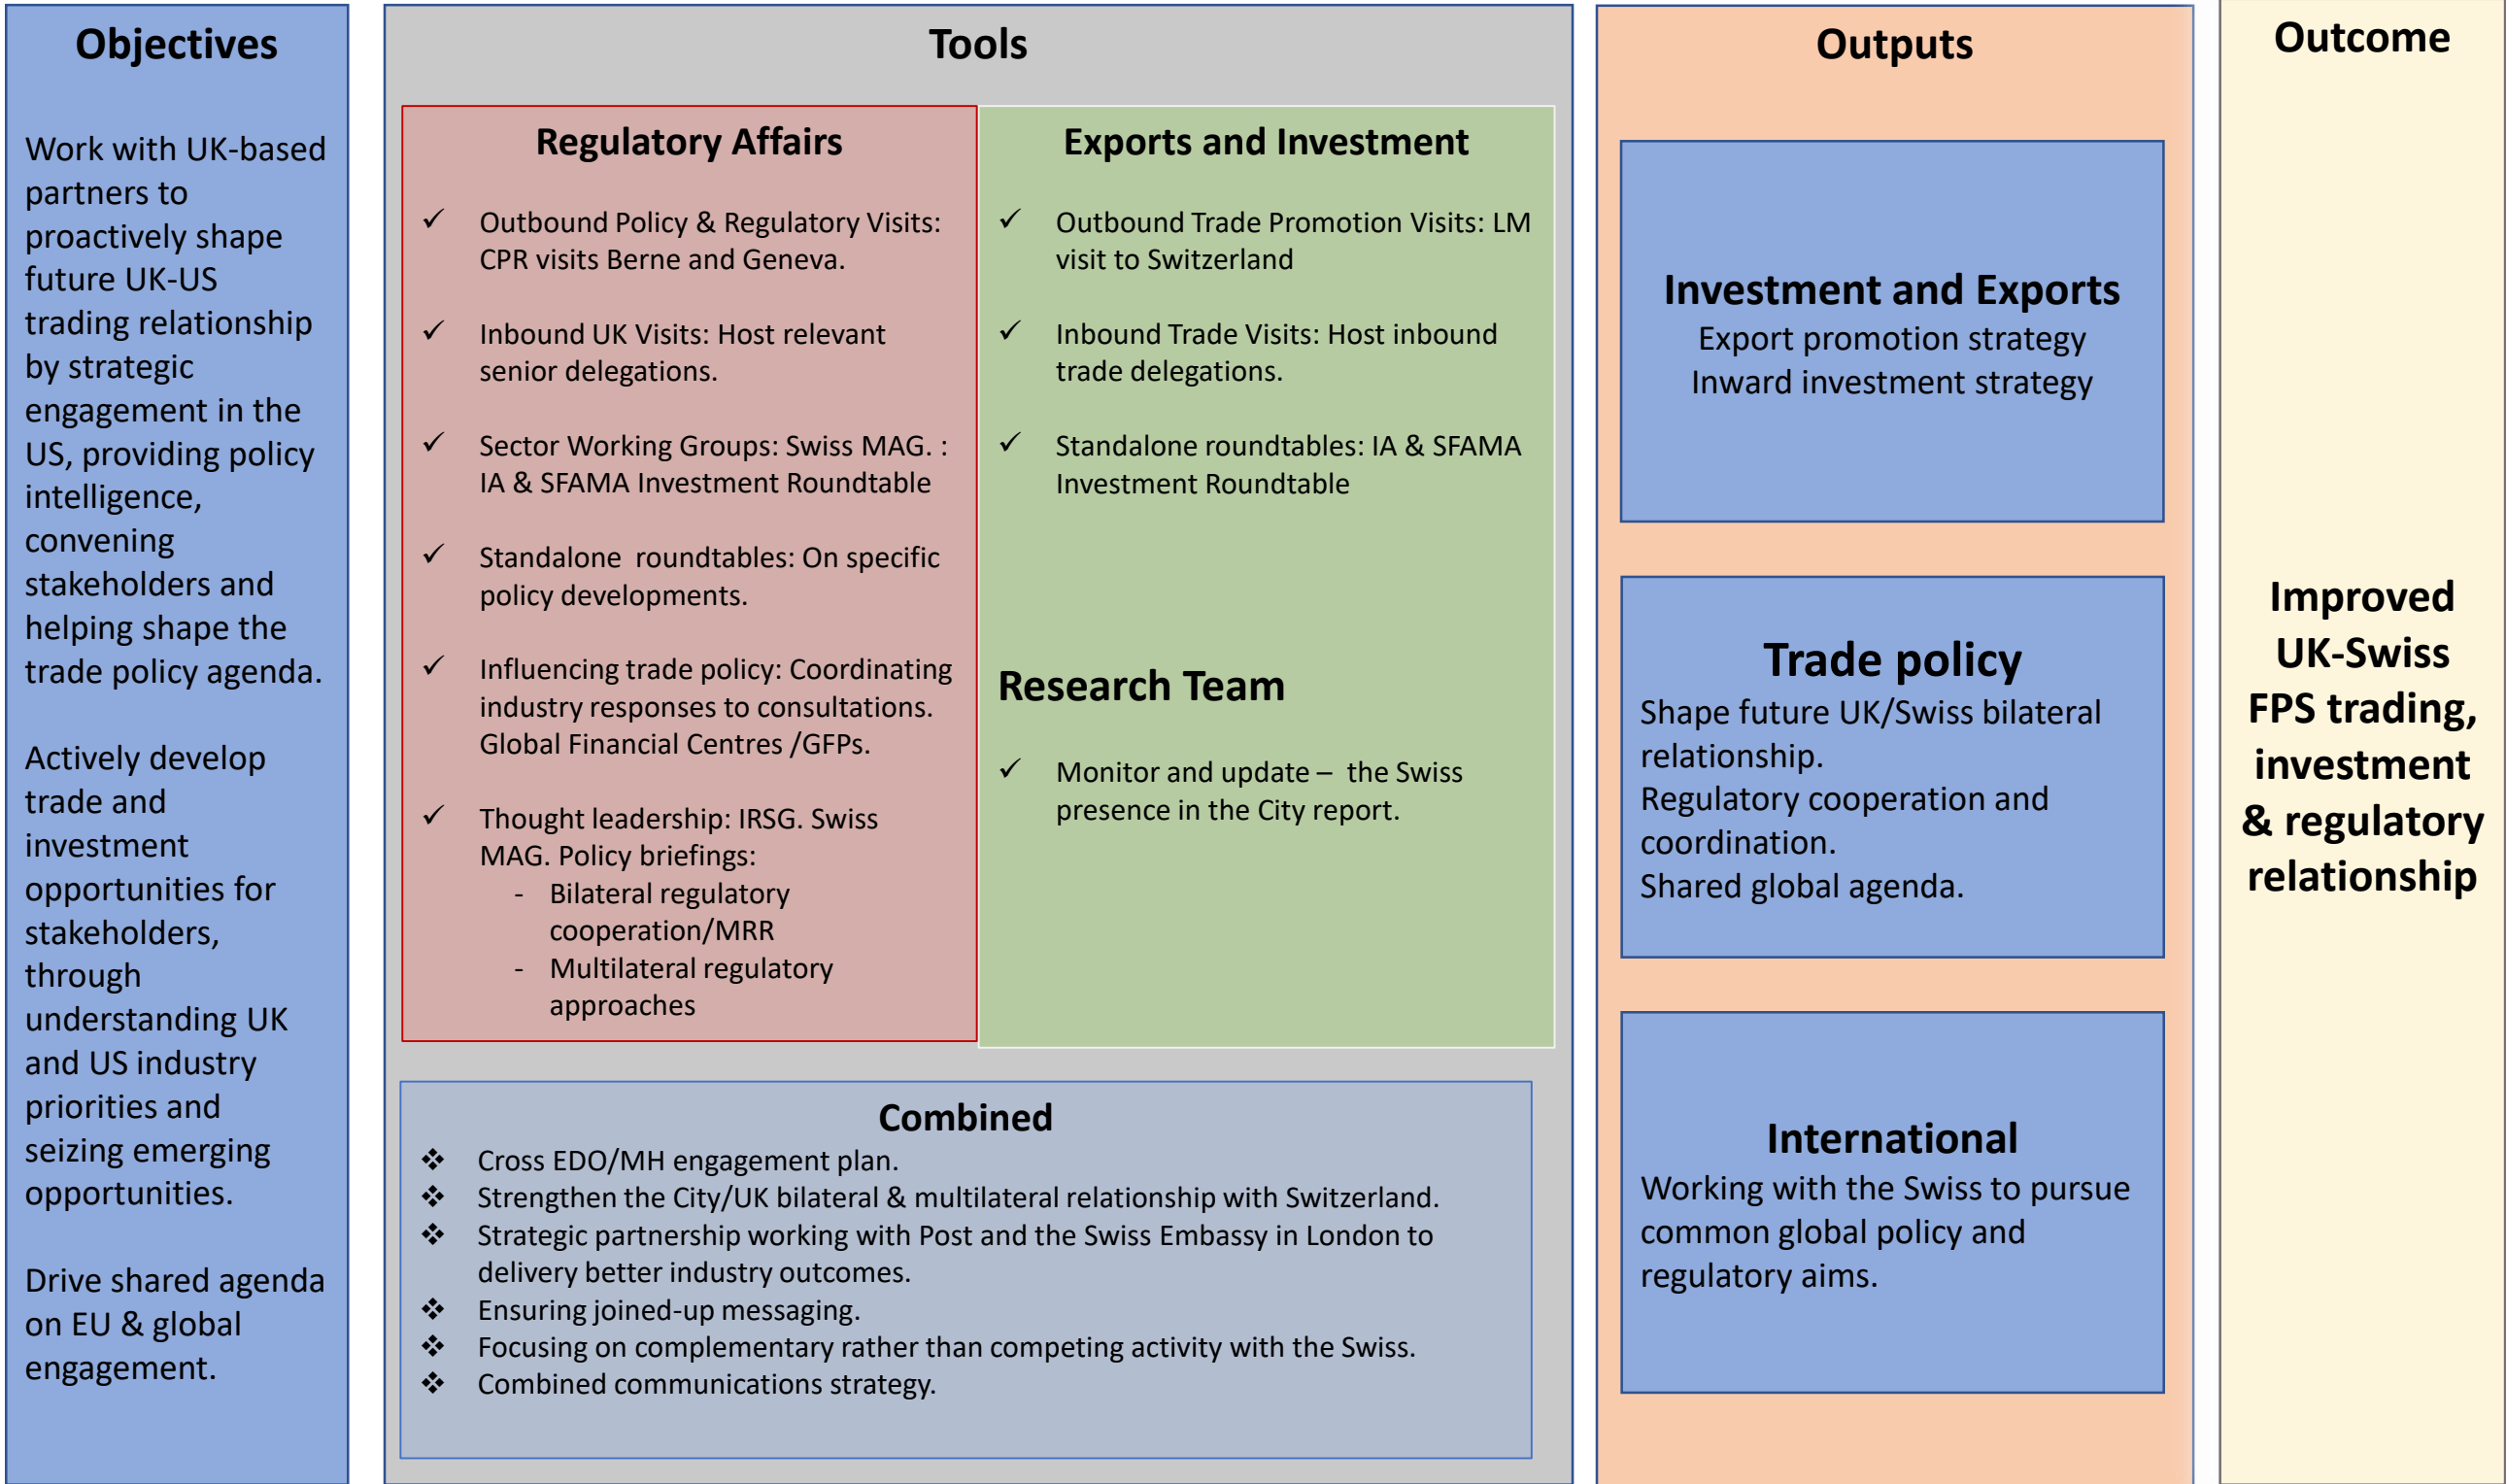 Objectives
Work with UK-based
partners to
proactively shape
future UK-US
trading relationship
by strategic
engagement in the
US, providing policy
intelligence,
convening
stakeholders and
helping shape the
trade policy agenda.
Actively develop
trade and
investment
opportunities for
stakeholders,
through
understanding UK
and US industry
priorities and
seizing emerging
opportunities.
Drive shared agenda
on EU & global
engagement.
Tools
Regulatory Affairs
✓ Outbound Policy & Regulatory Visits:
CPR visits Berne and Geneva.
✓ Inbound UK Visits: Host relevant
senior delegations.
✓ Sector Working Groups: Swiss MAG. :
IA & SFAMA Investment Roundtable
✓ Standalone  roundtables: On specific
policy developments.
✓ Influencing trade policy: Coordinating
industry responses to consultations.
Global Financial Centres /GFPs.
✓ Thought leadership: IRSG. Swiss
MAG. Policy briefings:
- Bilateral regulatory
cooperation/MRR
- Multilateral regulatory
approaches
Exports and Investment
✓ Outbound Trade Promotion Visits: LM
visit to Switzerland
✓ Inbound Trade Visits: Host inbound
trade delegations.
✓ Standalone roundtables: IA & SFAMA
Investment Roundtable
Research Team
✓ Monitor and update –  the Swiss
presence in the City report.
Combined
❖ Cross EDO/MH engagement plan.
❖ Strengthen the City/UK bilateral & multilateral relationship with Switzerland.
❖ Strategic partnership working with Post and the Swiss Embassy in London to
delivery better industry outcomes.
❖ Ensuring joined-up messaging.
❖ Focusing on complementary rather than competing activity with the Swiss.
❖ Combined communications strategy.
Outputs
Investment and Exports
Export promotion strategy
Inward investment strategy
Trade policy
Shape future UK/Swiss bilateral
relationship.
Regulatory cooperation and
coordination.
Shared global agenda.
International
Working with the Swiss to pursue
common global policy and
regulatory aims.
Outcome
Improved
UK-Swiss
FPS trading,
investment
& regulatory
relationship